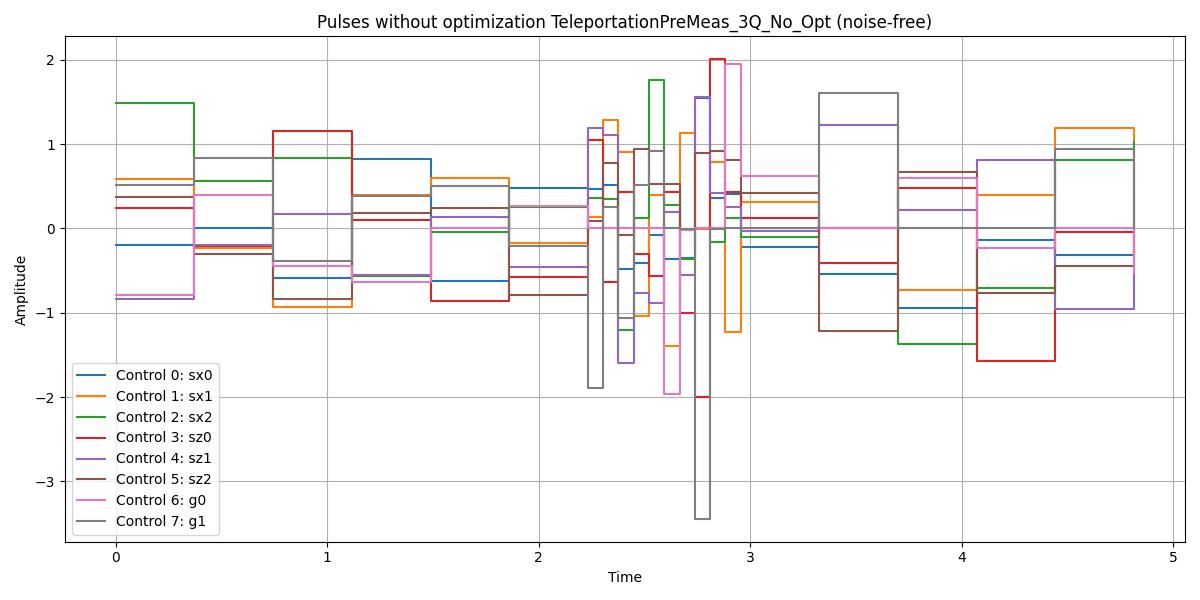 Pulses without optimization TeleportationPreMeas_3Q_No_Opt (noise-free)
2
1
0
−1
−2
−3
Amplitude
Control 0: sx0
Control 1: sx1
Control 2: sx2
Control 3: sz0
Control 4: sz1
Control 5: sz2
Control 6: g0
Control 7: g1
0 1 2 3 4 5
Time